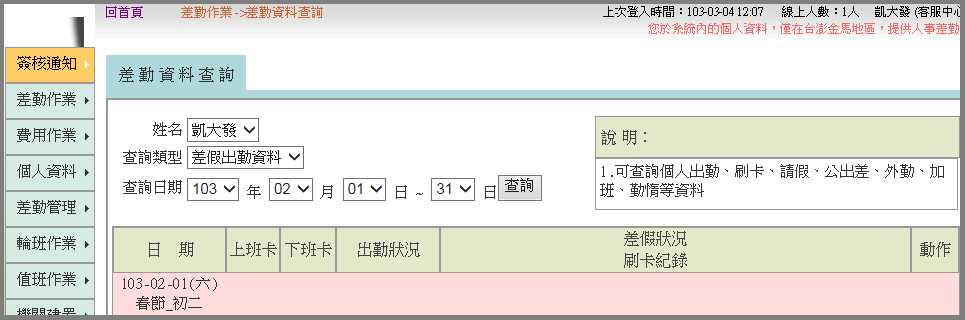 回首頁 差勤作業->差勤資料查詢 上次登入時間：103-03-04 12:07 線上人數：1人 凱大發 (客服中心
您於系統內的個人資料，僅在台澎金馬地區，提供人事差勤
簽核通知
差勤作業
費用作業
個人資料
差勤管理
輪班作業
值班作業
機關建置
差勤資料查詢
姓名 凱大發
查詢類型 差假出勤資料
查詢日期 103 年 02 月 01 日 ~ 31 日 查詢
說 明：
1.可查詢個人出勤、刷卡、請假、公出差、外勤、加
班、勤惰等資料
日 期 上班卡 下班卡 出勤狀況 差假狀況 動作
刷卡紀錄
103-02-01(六)
春節_初二